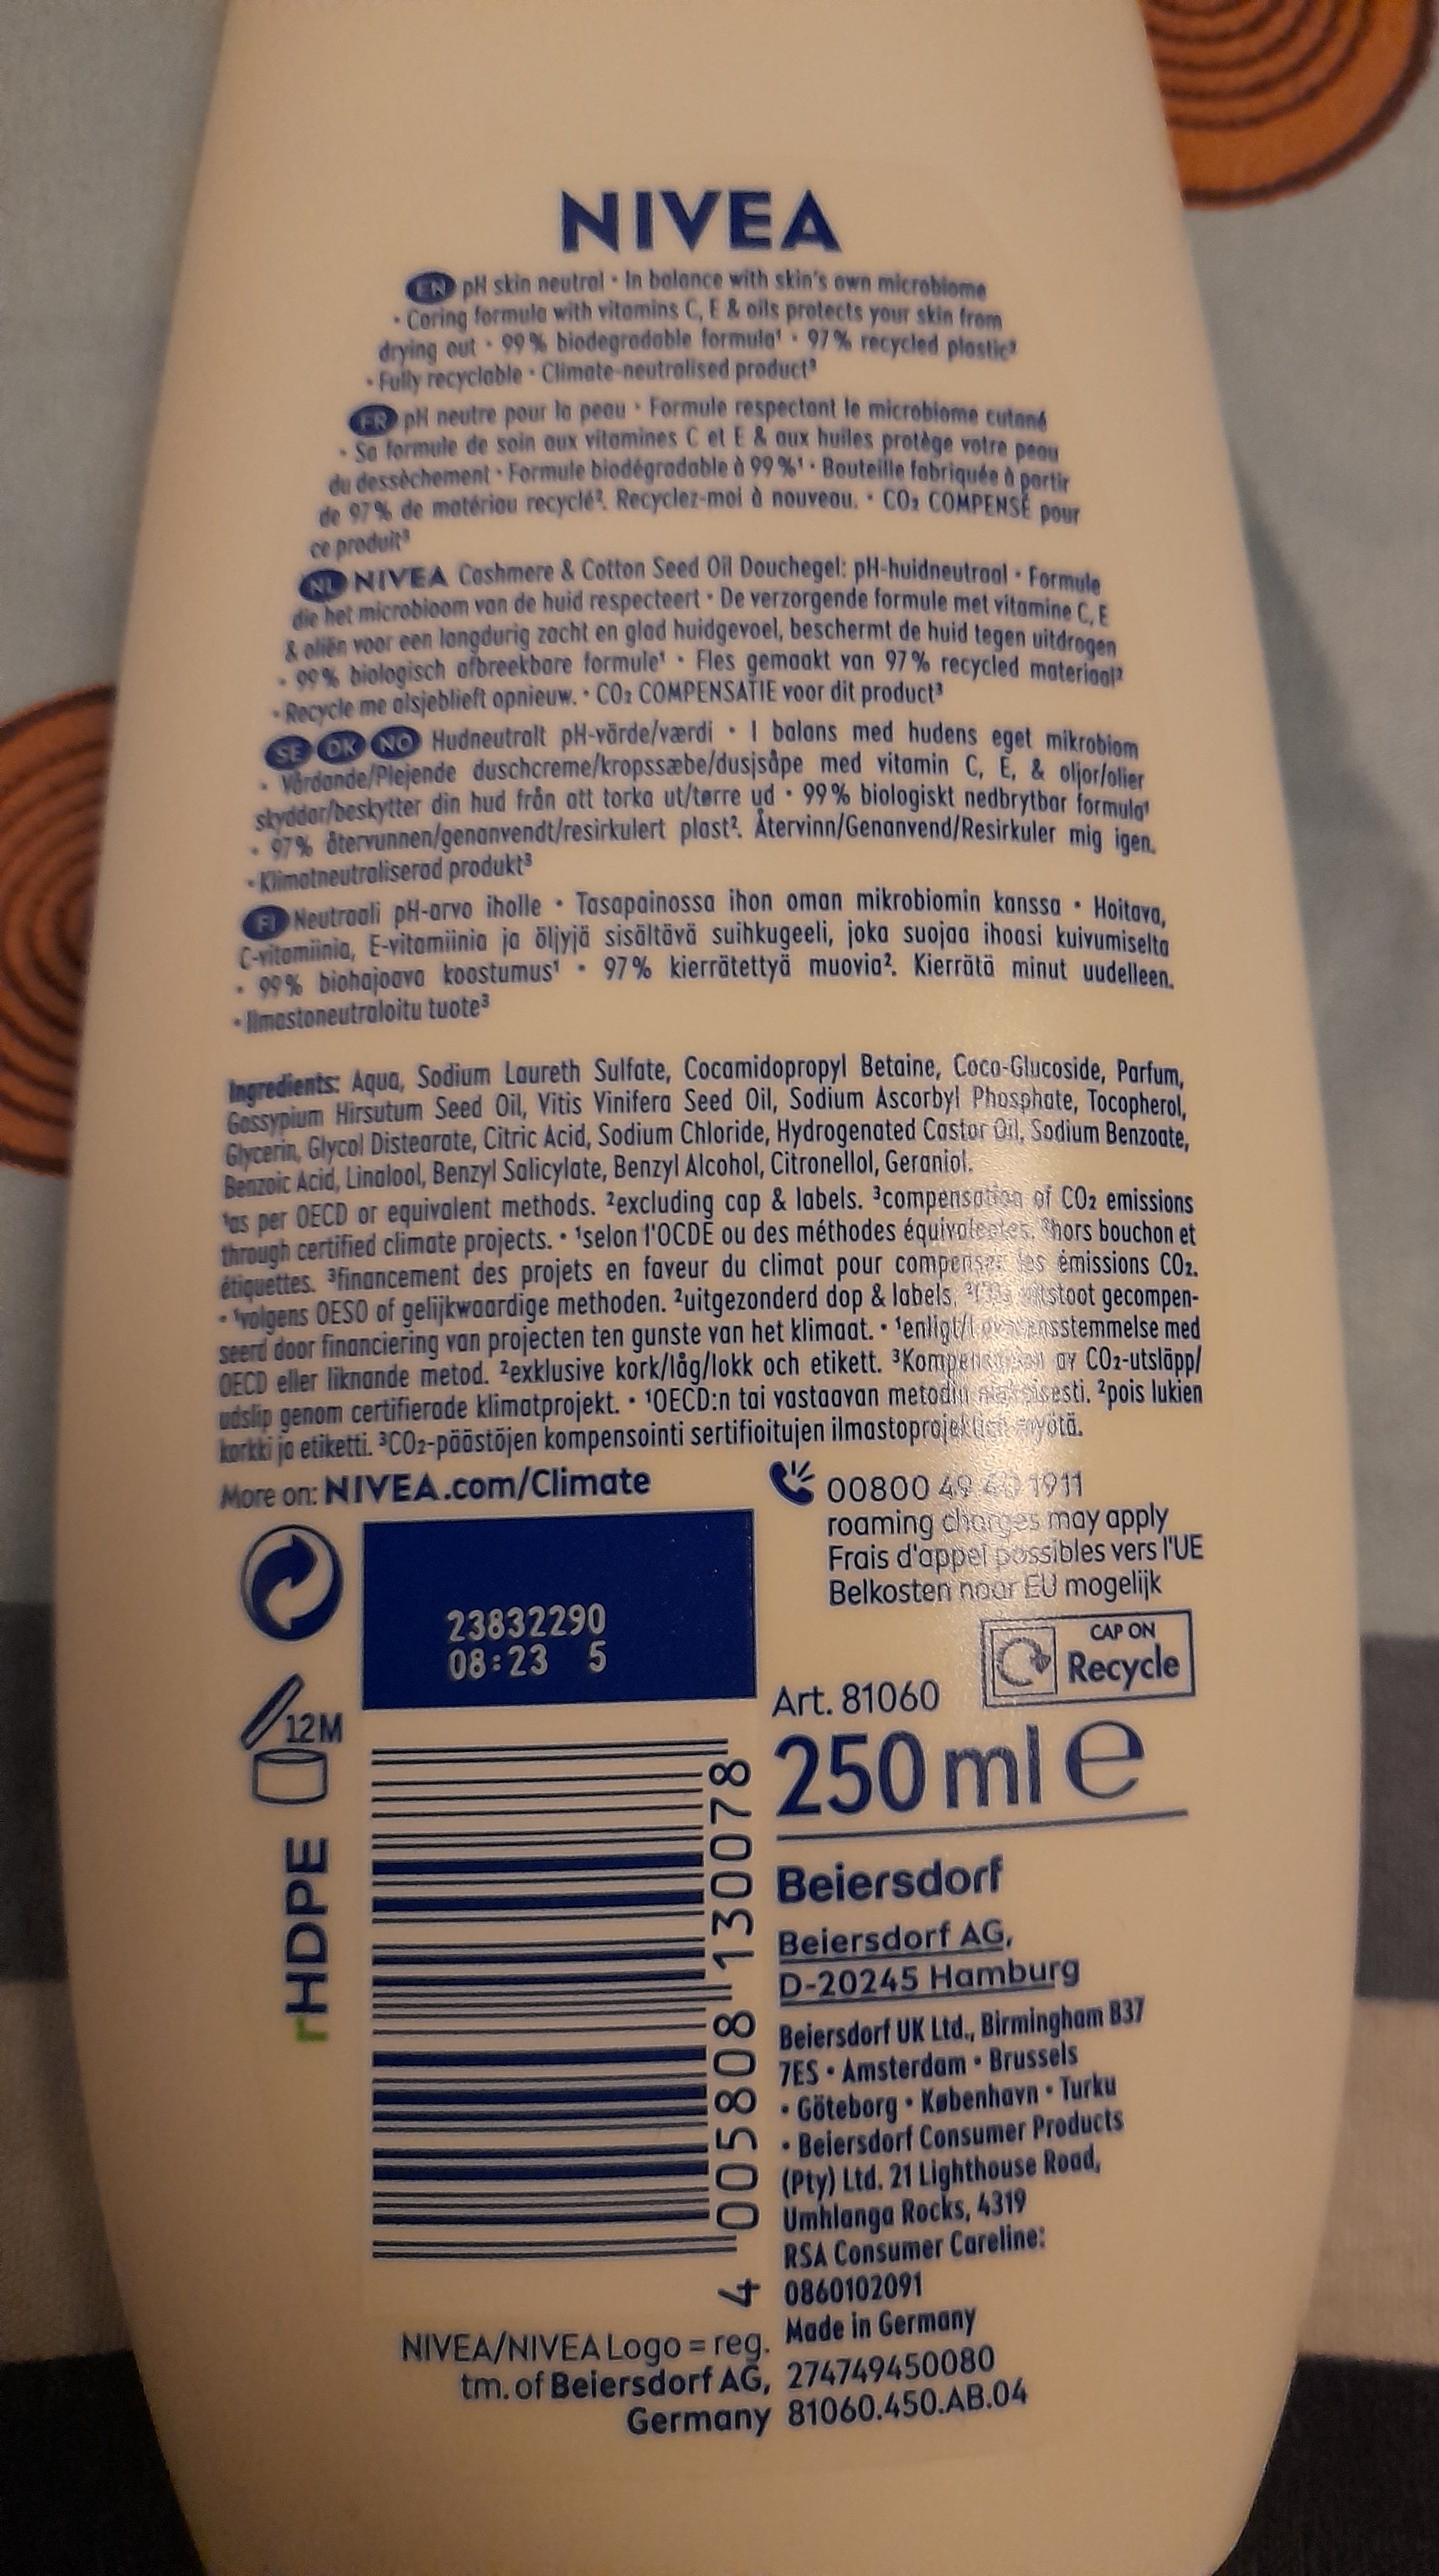 NIVEA
EN pH skin neutral • In balance with skin's own microbiome
• Caring formula with vitamins C, E & oils protects your skin from
drying out • 99 % biodegradable formula¹ • 97 % recycled plastic²
• Fully recyclable • Climate-neutralised product³
FR pH neutre pour la peau • Formule respectant le microbiome cutané
• Sa formule de soin aux vitamines C et E & aux huiles protège votre peau
du dessèchement • Formule biodégradable à 99 %¹ • Bouteille fabriquée à partir
de 97 % de matériau recyclé². Recyclez-moi à nouveau. • CO₂ COMPENSÉ pour
ce produit³
NL NIVEA Cashmere & Cotton Seed Oil Douchegel: pH-huidneutraal • Formule
die het microbioom van de huid respecteert • De verzorgende formule met vitamine C, E
& oliën voor een langdurig zacht en glad huidgevoel, beschermt de huid tegen uitdrogen
• 99 % biologisch afbreekbare formule¹ • Fles gemaakt van 97 % recycled materiaal²
• Recycle me alsjeblieft opnieuw. • CO₂ COMPENSATIE voor dit product³
SE DK NO Hudneutralt pH-värde/værdi • I balans med hudens eget mikrobiom
• Vårdande/Plejende duschcreme/kropssæbe/dusjsåpe med vitamin C, E, & oljor/olier
skyddar/beskytter din hud från att torka ut/tørre ud • 99 % biologiskt nedbrytbar formula¹
• 97 % återvunnen/genanvendt/resirkulert plast². Återvinn/Genanvend/Resirkuler mig igen.
• Klimatneutraliserad produkt³
FI Neutraali pH-arvo iholle • Tasapainossa ihon oman mikrobiomin kanssa • Hoitava,
C-vitamiinia, E-vitamiinia ja öljyjä sisältävä suihkugeeli, joka suojaa ihoasi kuivumiselta
• 99 % biohajoava koostumus¹ • 97 % kierrätettyä muovia². Kierrätä minut uudelleen.
• Ilmastoneutraloitu tuote³
Ingredients: Aqua, Sodium Laureth Sulfate, Cocamidopropyl Betaine, Coco-Glucoside, Parfum,
Gossypium Hirsutum Seed Oil, Vitis Vinifera Seed Oil, Sodium Ascorbyl Phosphate, Tocopherol,
Glycerin, Glycol Distearate, Citric Acid, Sodium Chloride, Hydrogenated Castor Oil, Sodium Benzoate,
Benzoic Acid, Linalool, Benzyl Salicylate, Benzyl Alcohol, Citronellol, Geraniol.
¹as per OECD or equivalent methods. ²excluding cap & labels. ³compensation of CO₂ emissions
through certified climate projects. • ¹selon l'OCDE ou des méthodes équivalentes. ²hors bouchon et
étiquettes. ³financement des projets en faveur du climat pour compenser les émissions CO₂.
• ¹volgens OESO of gelijkwaardige methoden. ²uitgezonderd dop & labels. ³CO₂ uitstoot gecompen-
seerd door financiering van projecten ten gunste van het klimaat. • ¹enligt/I overensstemmelse med
OECD eller liknande metod. ²exklusive kork/låg/lokk och etikett. ³Kompensation av CO₂-utsläpp/
udslip genom certifierade klimatprojekt. • ¹OECD:n tai vastaavan metodin mukaisesti. ²pois lukien
korkki ja etiketti. ³CO₂-päästöjen kompensointi sertifioitujen ilmastoprojektien myötä.
More on: NIVEA.com/Climate
00800 49 40 1911
roaming charges may apply
Frais d'appel possibles vers l'UE
Belkosten naar EU mogelijk
23832290
08:23 5
CAP ON
Recycle
Art. 81060
12M
250 ml e
rHDPE
4 005808 130078
Beiersdorf
Beiersdorf AG,
D-20245 Hamburg
Beiersdorf UK Ltd., Birmingham B37
7ES • Amsterdam • Brussels
• Göteborg • København • Turku
• Beiersdorf Consumer Products
(Pty) Ltd. 21 Lighthouse Road,
Umhlanga Rocks, 4319
RSA Consumer Careline:
0860102091
Made in Germany
274749450080
81060.450.AB.04
NIVEA/NIVEA Logo = reg.
tm. of Beiersdorf AG,
Germany